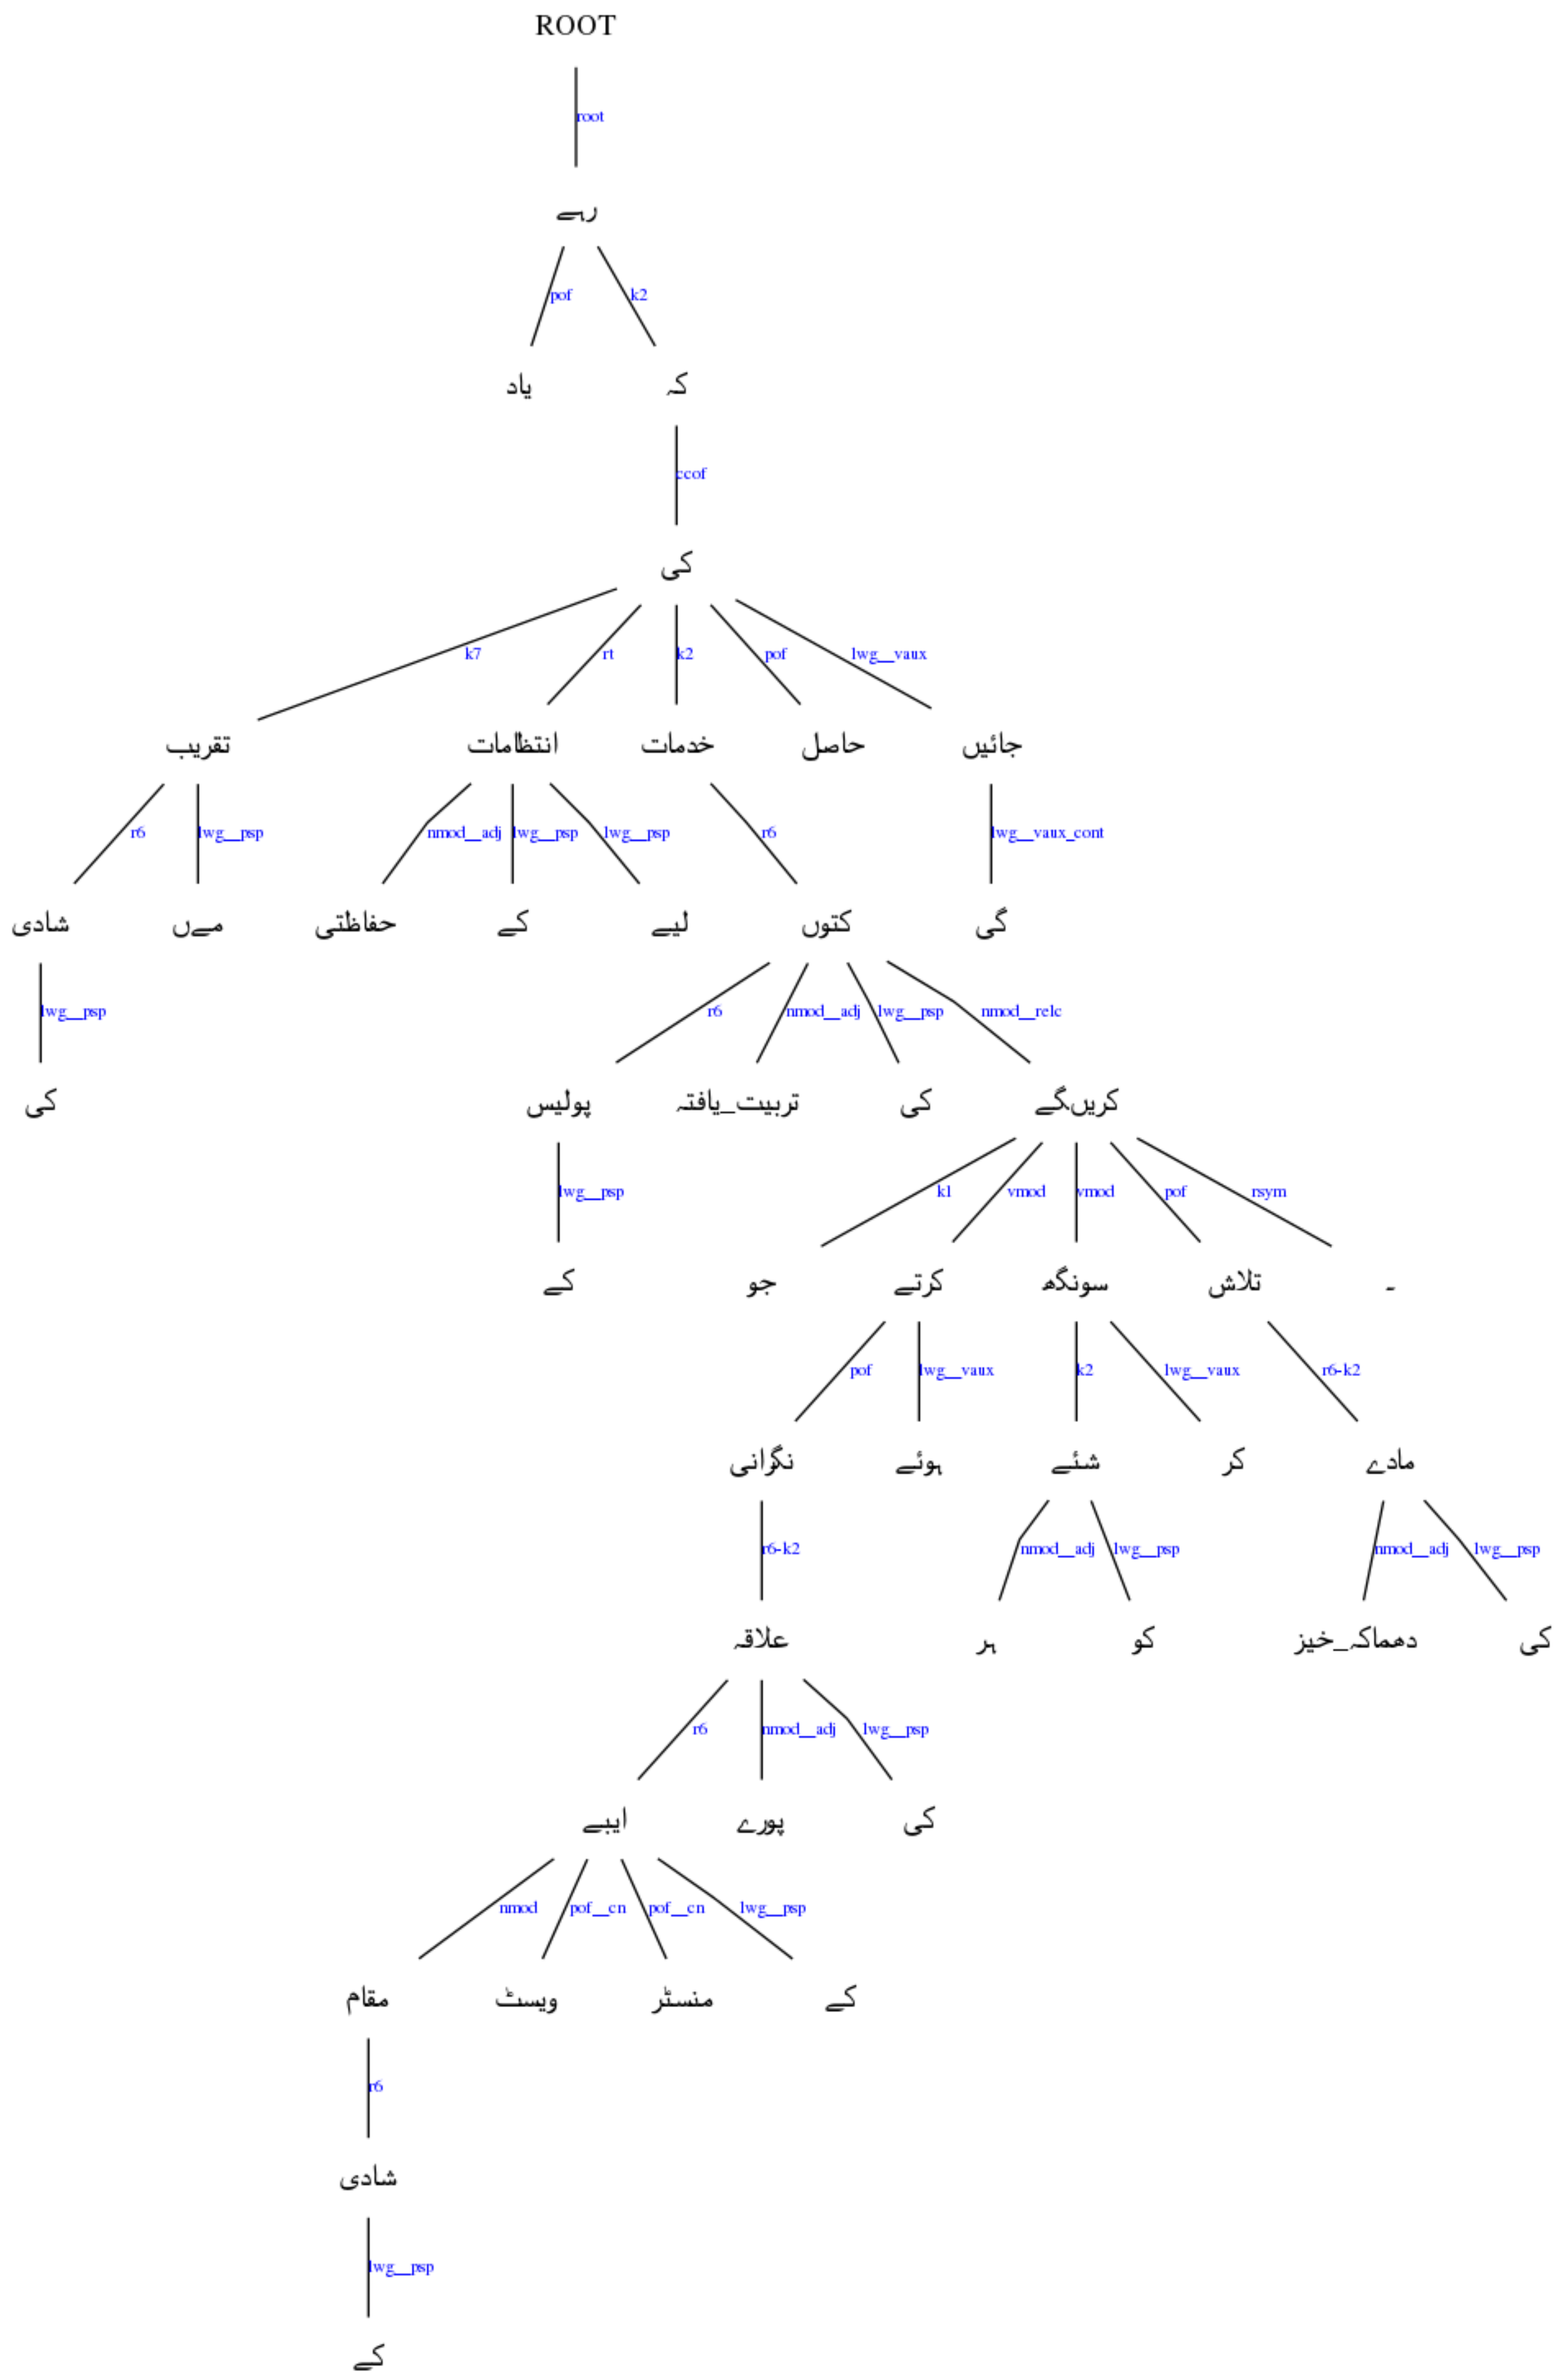 ROOT
root
رہے
pof k2
یاد کہ
ccof
کی
k7 rt k2 pof lwg__vaux
تقریب انتظامات خدمات حاصل جائیں
r6 lwg__psp nmod__adj lwg__psp lwg__psp r6 lwg__vaux_cont
شادی مےں حفاظتی کے لیے کتوں گی
lwg__psp r6 nmod__adj lwg__psp nmod__relc
کی پولیس تربیت_یافتہ کی کریںگے
lwg__psp k1 vmod vmod pof rsym
کے جو کرتے سونگھ تلاش ۔
pof lwg__vaux k2 lwg__vaux r6-k2
نگرانی ہوئے شئے کر مادے
r6-k2 nmod__adj lwg__psp nmod__adj lwg__psp
علاقہ ہر کو دھماکہ_خیز کی
r6 nmod__adj lwg__psp
ایبے پورے کی
nmod pof__cn pof__cn lwg__psp
مقام ویسٹ منسٹر کے
r6
شادی
lwg__psp
کے